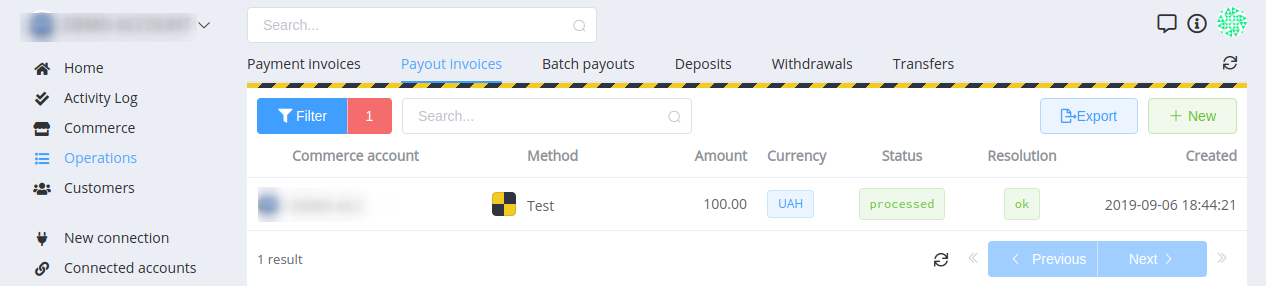 Search...
Home
Activity Log
Commerce
Operations
Customers
New connection
Connected accounts
Payment invoices Payout invoices Batch payouts Deposits Withdrawals Transfers
Filter 1 Search... Export New
Commerce account Method Amount Currency Status Resolution Created
Test 100.00 UAH processed ok 2019-09-06 18:44:21
1 result Previous Next